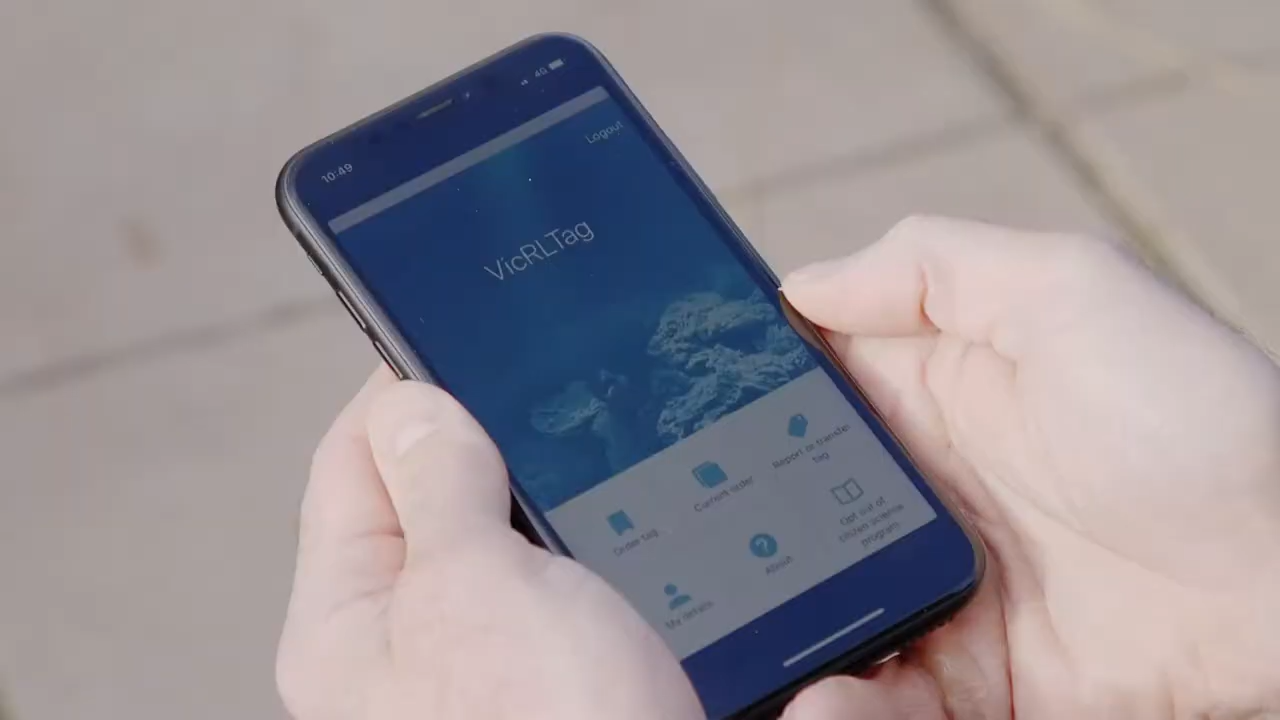 10:49
4G
Logout
VicRLTag
Order tag
Current order
Report or transfer
tag
My details
About
Opt out of
citizen science
program